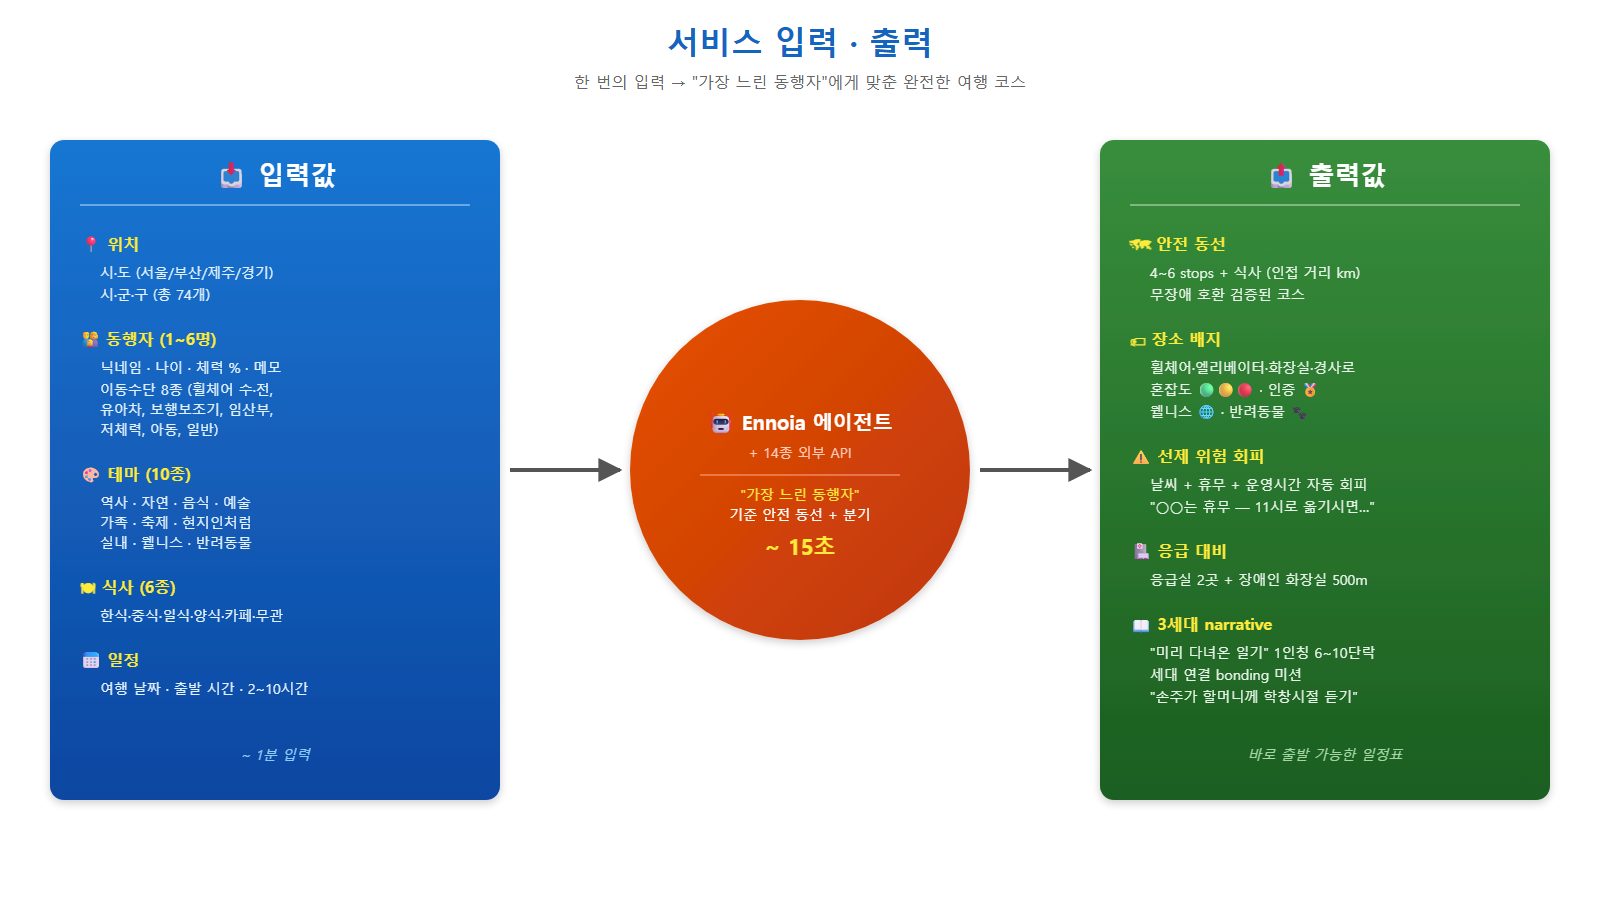 서비스 입력 · 출력
한 번의 입력 → "가장 느린 동행자"에게 맞춘 완전한 여행 코스
📥 입력값
📍 위치
시·도 (서울/부산/제주/경기)
시·군·구 (총 74개)
동행자 (1~6명)
닉네임 · 나이 · 체력 % · 메모
이동수단 8종 (휠체어 수·전,
유아차, 보행보조기, 임산부,
저체력, 아동, 일반)
🎨 테마 (10종)
역사 · 자연 · 음식 · 예술
가족 · 축제 · 현지인처럼
실내 · 웰니스 · 반려동물
🍽 식사 (6종)
한식·중식·일식·양식·카페·무관
일정
여행 날짜 · 출발 시간 · 2~10시간
~ 1분 입력
🤖 Ennoia 에이전트
+ 14종 외부 API
"가장 느린 동행자"
기준 안전 동선 + 분기
~ 15초
📤 출력값
🗺 안전 동선
4~6 stops + 식사 (인접 거리 km)
무장애 호환 검증된 코스
🏷 장소 배지
휠체어·엘리베이터·화장실·경사로
혼잡도 🟢🟡🔴 · 인증 🏅
웰니스 🌐 · 반려동물 🐾
⚠ 선제 위험 회피
날씨 + 휴무 + 운영시간 자동 회피
"○○는 휴무 — 11시로 옮기시면..."
🏥 응급 대비
응급실 2곳 + 장애인 화장실 500m
📖 3세대 narrative
"미리 다녀온 일기" 1인칭 6~10단락
세대 연결 bonding 미션
"손주가 할머니께 학창시절 듣기"
바로 출발 가능한 일정표